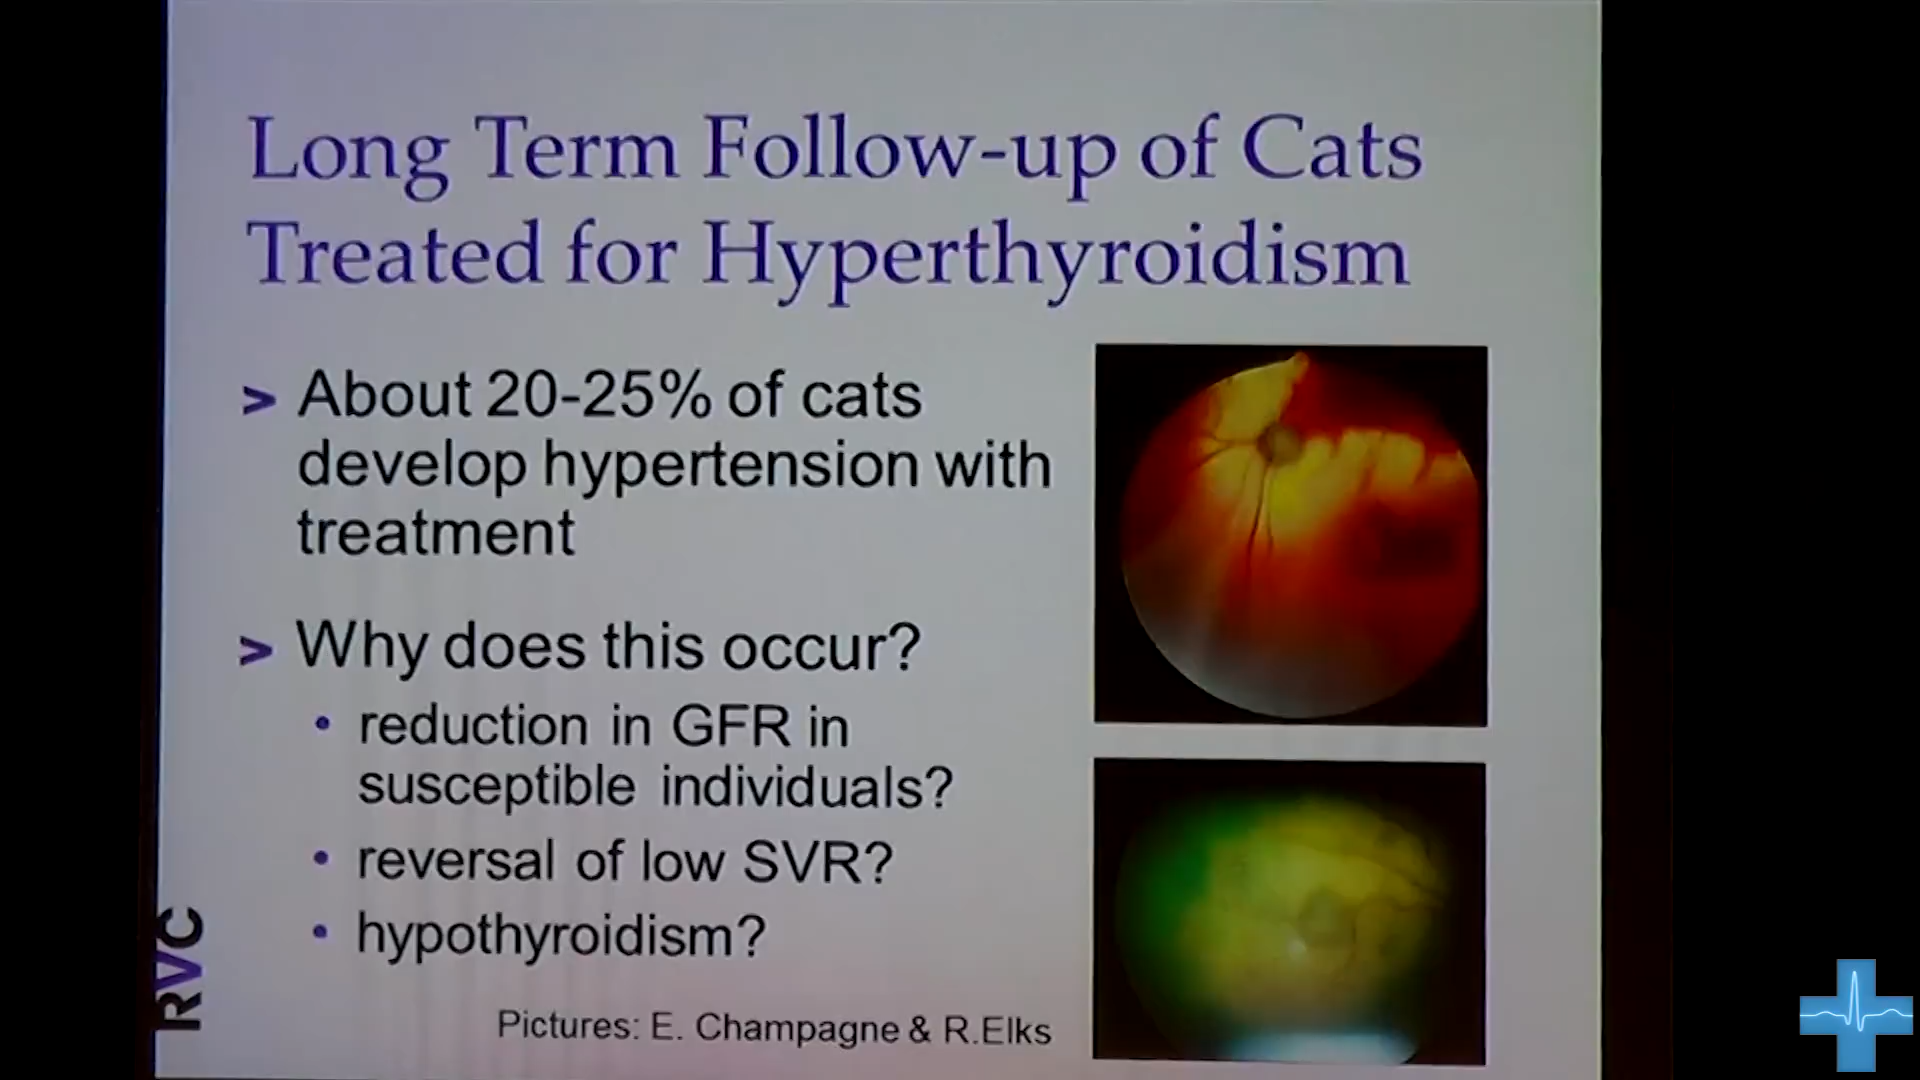 Long Term Follow-up of Cats
Treated for Hyperthyroidism
> About 20-25% of cats
develop hypertension with
treatment
> Why does this occur?
• reduction in GFR in
susceptible individuals?
• reversal of low SVR?
• hypothyroidism?
RVC
Pictures: E. Champagne & R.Elks